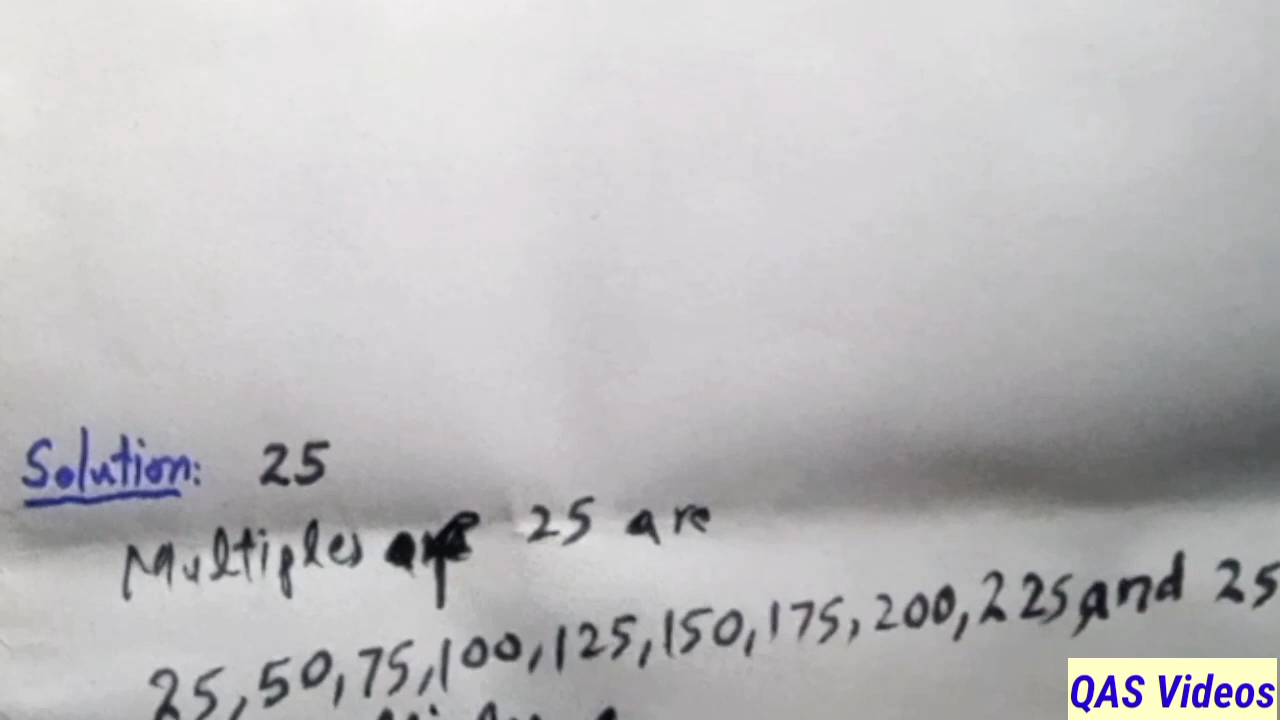 Solution: 25
Multiples of 25 are
25, 50, 75, 100, 125, 150, 175, 200, 225 and 25
QAS Videos